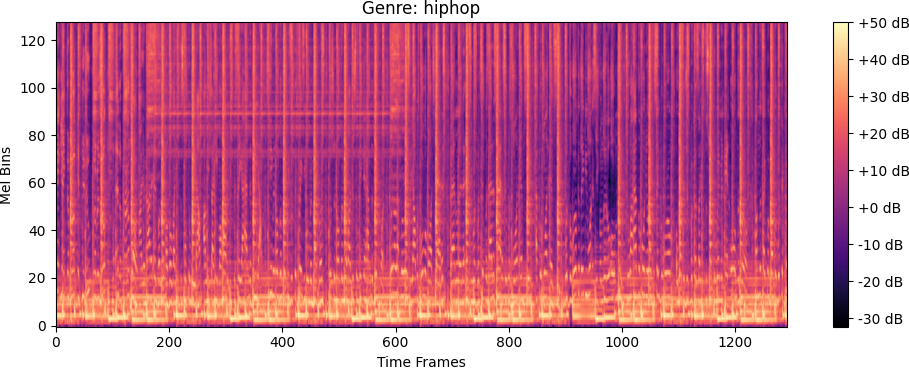 Genre: hiphop
Mel Bins
120
100
80
60
40
20
0
0 200 400 600 800 1000 1200
Time Frames
+50 dB
+40 dB
+30 dB
+20 dB
+10 dB
+0 dB
-10 dB
-20 dB
-30 dB